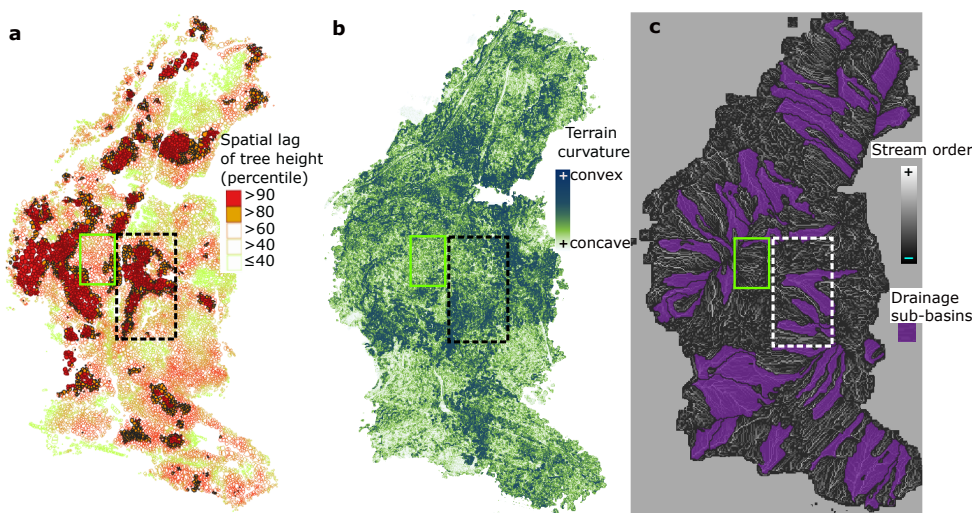 a
Spatial lag
of tree height
(percentile)
>90
>80
>60
>40
≤40
b
Terrain
curvature
+convex
+concave
c
Stream order
+
–
Drainage
sub-basins